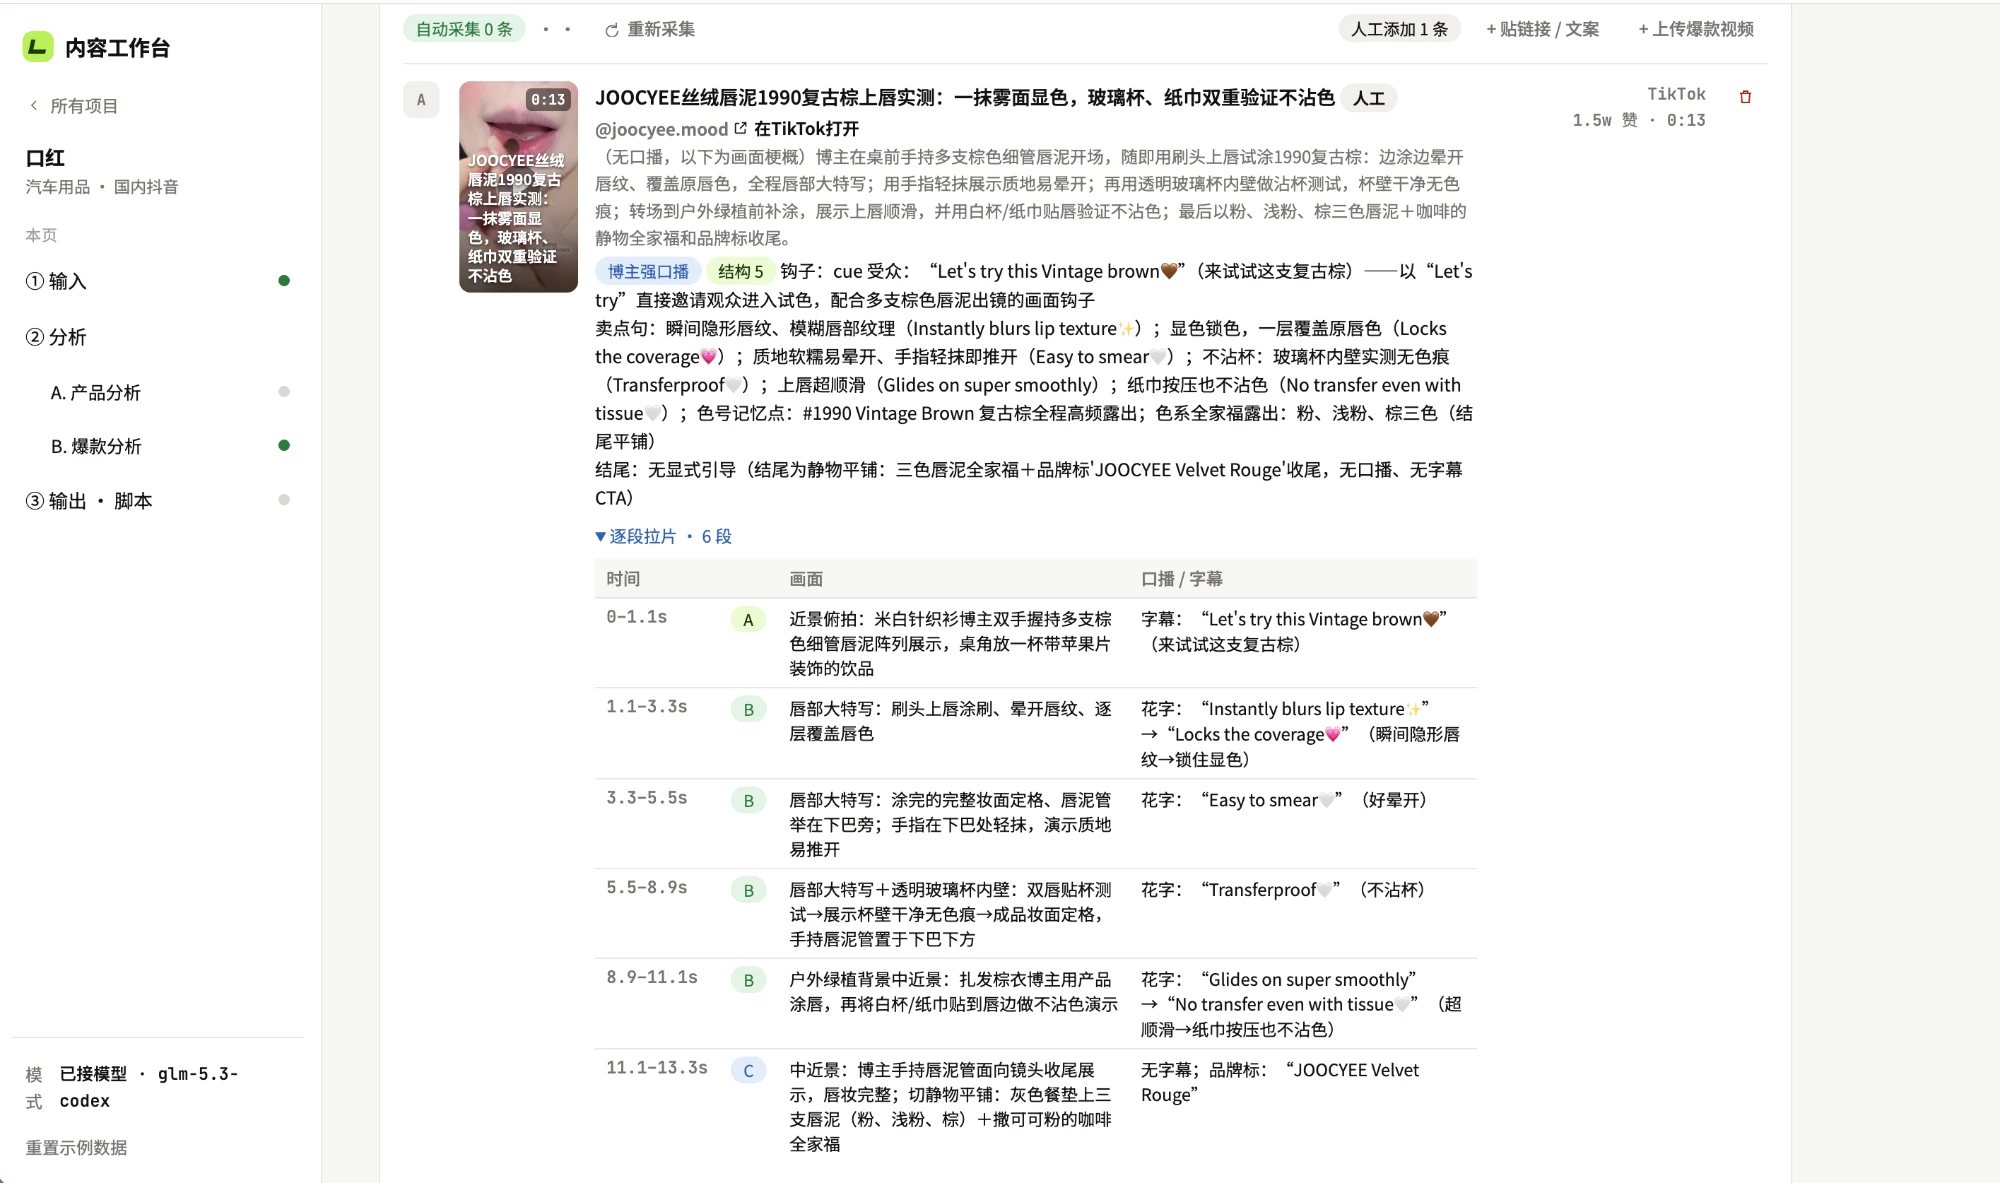 内容工作台
所有项目
口红
汽车用品 • 国内抖音
本页
① 输入
② 分析
A. 产品分析
B. 爆款分析
③ 输出 • 脚本
模式
已接模型 · glm-5.3-
codex
重置示例数据
自动采集 0 条
重新采集
人工添加 1 条
+ 贴链接 / 文案
+ 上传爆款视频
A
0:13
JOOCYEE丝绒
唇泥1990复古
棕上唇实测：
一抹雾面显
色，玻璃杯、
纸巾双重验证
不沾色
JOOCYEE丝绒唇泥1990复古棕上唇实测：一抹雾面显色，玻璃杯、纸巾双重验证不沾色 人工
@joocyee.mood 在TikTok打开
TikTok
1.5w 赞 · 0:13
（无口播，以下为画面梗概）博主在桌前手持多支棕色细管唇泥开场，随即用刷头上唇试涂1990复古棕：边涂边晕开
唇纹、覆盖原唇色，全程唇部大特写；用手指轻抹展示质地易晕开；再用透明玻璃杯内壁做沾杯测试，杯壁干净无色
痕；转场到户外绿植前补涂，展示上唇顺滑，并用白杯/纸巾贴唇验证不沾色；最后以粉、浅粉、棕三色唇泥＋咖啡的
静物全家福和品牌标收尾。
博主强口播 结构 5 钩子：cue 受众：“Let's try this Vintage brown🤎”（来试试这支复古棕）——以“Let's
try”直接邀请观众进入试色，配合多支棕色唇泥出镜的画面钩子
卖点句：瞬间隐形唇纹、模糊唇部纹理（Instantly blurs lip texture✨）；显色锁色，一层覆盖原唇色（Locks
the coverage💗）；质地软糯易晕开、手指轻抹即推开（Easy to smear🤍）；不沾杯：玻璃杯内壁实测无色痕
（Transferproof🤍）；上唇超顺滑（Glides on super smoothly）；纸巾按压也不沾色（No transfer even with
tissue🤍）；色号记忆点：#1990 Vintage Brown 复古棕全程高频露出；色系全家福露出：粉、浅粉、棕三色（结
尾平铺）
结尾：无显式引导（结尾为静物平铺：三色唇泥全家福＋品牌标'JOOCYEE Velvet Rouge'收尾，无口播、无字幕
CTA）
▼逐段拉片 • 6 段
时间 画面 口播 / 字幕
0-1.1s
A
近景俯拍：米白针织衫博主双手握持多支棕
色细管唇泥阵列展示，桌角放一杯带苹果片
装饰的饮品
字幕：“Let's try this Vintage brown🤎”
（来试试这支复古棕）
1.1-3.3s
B
唇部大特写：刷头上唇涂刷、晕开唇纹、逐
层覆盖唇色
花字：“Instantly blurs lip texture✨”
→“Locks the coverage💗”（瞬间隐形唇
纹→锁住显色）
3.3-5.5s
B
唇部大特写：涂完的完整妆面定格、唇泥管
举在下巴旁；手指在下巴处轻抹，演示质地
易推开
花字：“Easy to smear🤍”（好晕开）
5.5-8.9s
B
唇部大特写＋透明玻璃杯内壁：双唇贴杯测
试→展示杯壁干净无色痕→成品妆面定格，
手持唇泥管置于下巴下方
花字：“Transferproof🤍”（不沾杯）
8.9-11.1s
B
户外绿植背景中近景：扎发棕衣博主用产品
涂唇，再将白杯/纸巾贴到唇边做不沾色演示
花字：“Glides on super smoothly”
→“No transfer even with tissue🤍”（超
顺滑→纸巾按压也不沾色）
11.1-13.3s
C
中近景：博主手持唇泥管面向镜头收尾展
示，唇妆完整；切静物平铺：灰色餐垫上三
支唇泥（粉、浅粉、棕）＋撒可可粉的咖啡
全家福
无字幕；品牌标：“JOOCYEE Velvet
Rouge”